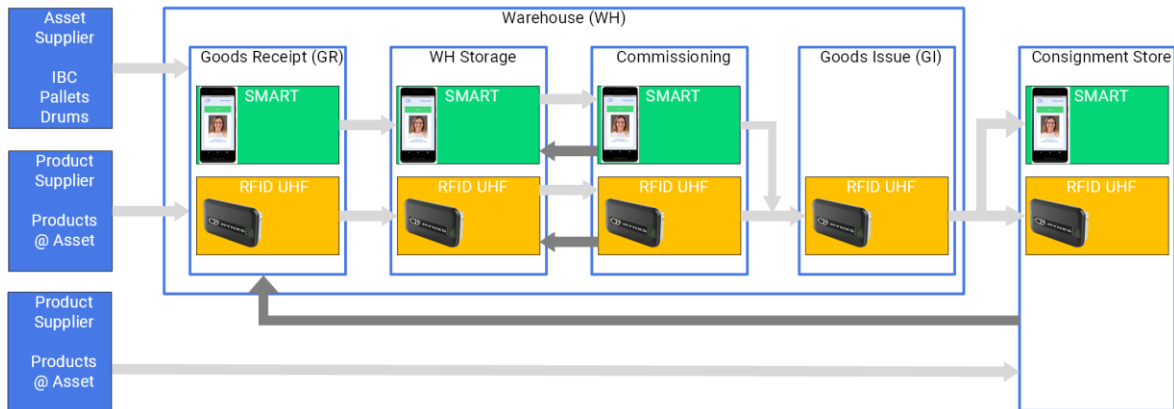 Asset
Supplier
IBC
Pallets
Drums
Product
Supplier
Products
@ Asset
Product
Supplier
Products
@ Asset
Warehouse (WH)
Goods Receipt (GR)
SMART
RFID UHF
WH Storage
SMART
RFID UHF
Commissioning
SMART
RFID UHF
Goods Issue (GI)
RFID UHF
Consignment Store
SMART
RFID UHF